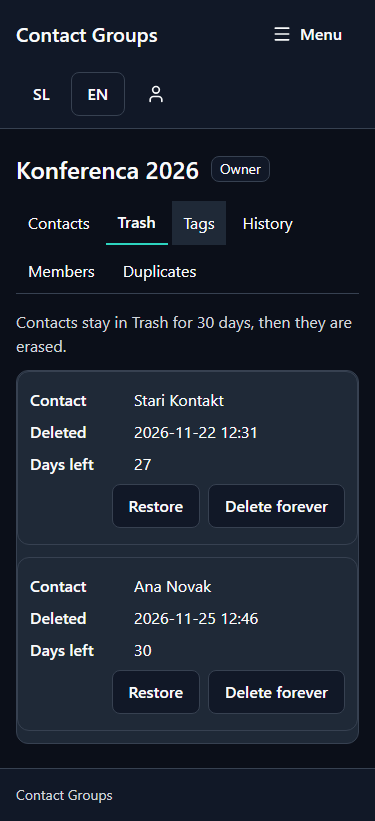 Contact Groups
Menu
SL
EN
Konferenca 2026
Owner
Contacts
Trash
Tags
History
Members
Duplicates
Contacts stay in Trash for 30 days, then they are
erased.
Contact Stari Kontakt
Deleted 2026-11-22 12:31
Days left 27
Restore
Delete forever
Contact Ana Novak
Deleted 2026-11-25 12:46
Days left 30
Restore
Delete forever
Contact Groups